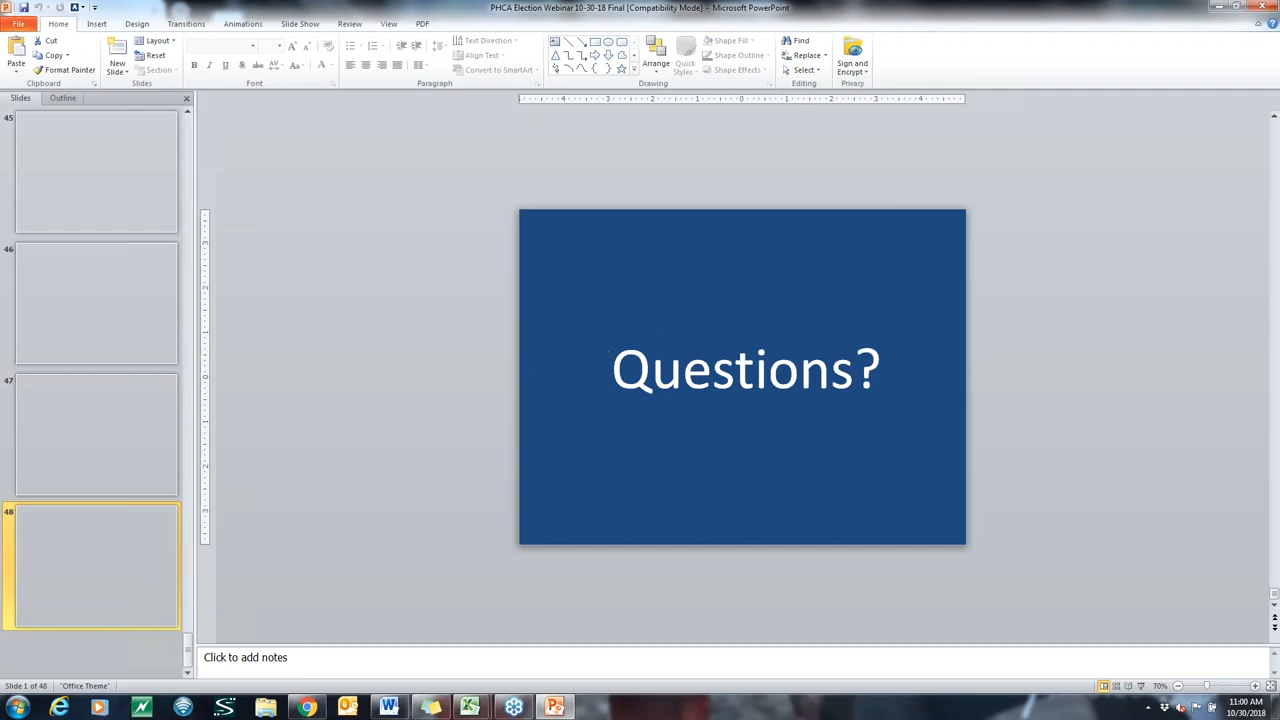 PHCA Election Webinar 10-30-18 Final [Compatibility Mode] - Microsoft PowerPoint
File Home Insert Design Transitions Animations Slide Show Review View PDF
Paste
Cut
Copy
Format Painter
Clipboard
New Slide
Layout
Reset
Section
Slides
B I U S abc AV Aa A
Font
Text Direction
Align Text
Convert to SmartArt
Paragraph
Arrange
Quick Styles
Shape Fill
Shape Outline
Shape Effects
Drawing
Find
Replace
Select
Editing
Sign and Encrypt
Privacy
Slides Outline
45
46
47
48
Questions?
Click to add notes
Slide 1 of 48 "Office Theme" 70%
11:00 AM
10/30/2018